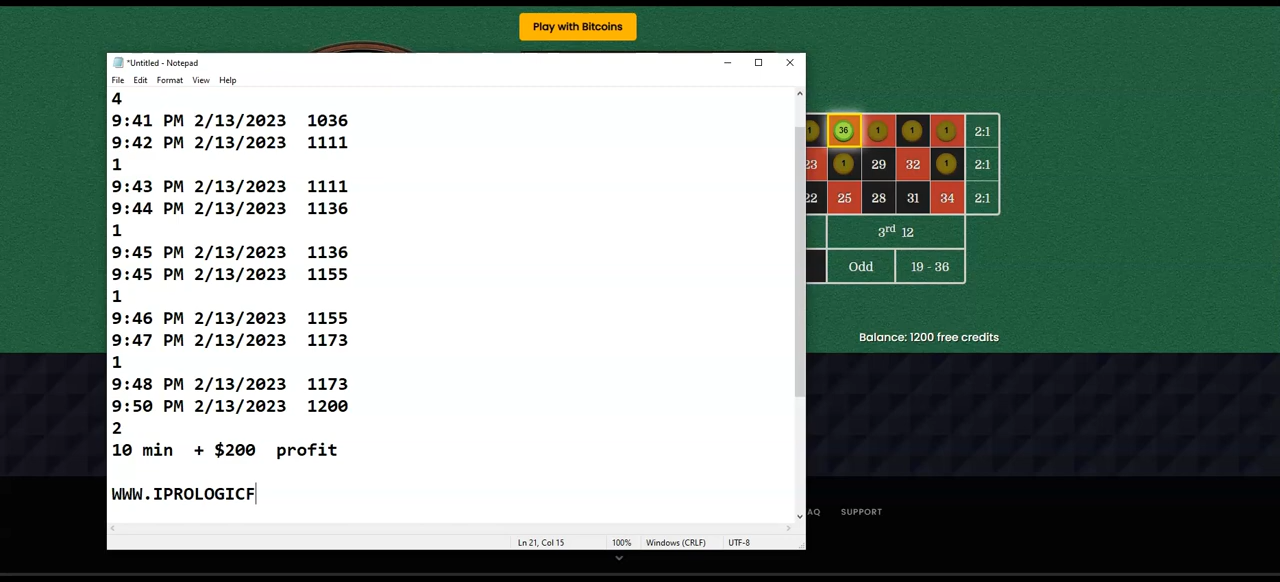 Play with Bitcoins
*Untitled - Notepad
File Edit Format View Help
4
9:41 PM 2/13/2023 1036
9:42 PM 2/13/2023 1111
1
9:43 PM 2/13/2023 1111
9:44 PM 2/13/2023 1136
1
9:45 PM 2/13/2023 1136
9:45 PM 2/13/2023 1155
1
9:46 PM 2/13/2023 1155
9:47 PM 2/13/2023 1173
1
9:48 PM 2/13/2023 1173
9:50 PM 2/13/2023 1200
2
10 min + $200 profit
WWW.IPROLOGICF
Ln 21, Col 15 100% Windows (CRLF) UTF-8
1 36 1 1 1 2:1
23 1 29 32 1 2:1
22 25 28 31 34 2:1
3rd 12
Odd 19 - 36
Balance: 1200 free credits
AQ SUPPORT